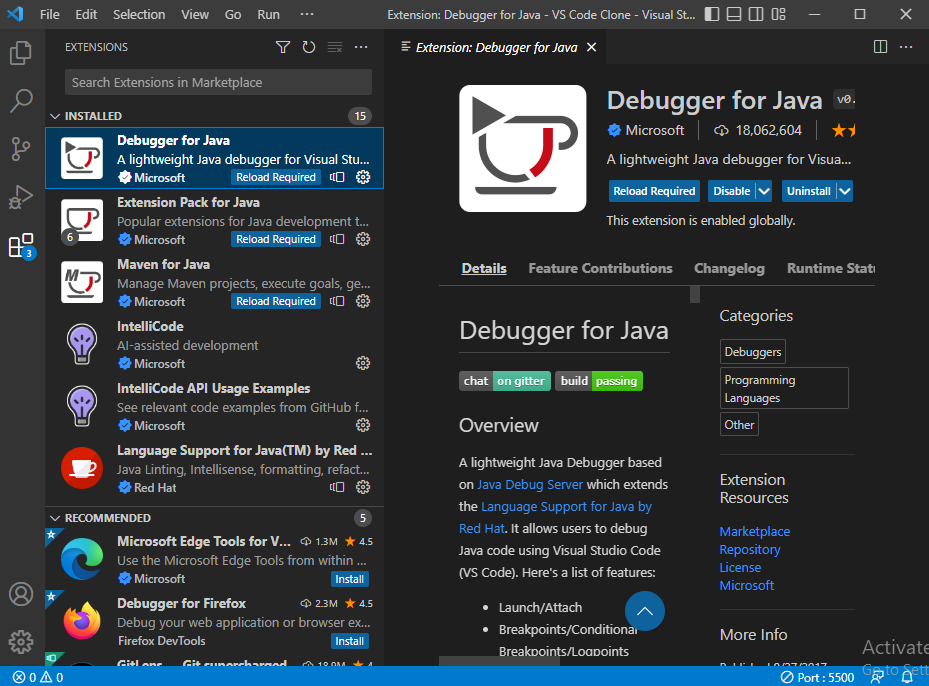 File Edit Selection View Go Run ···
Extension: Debugger for Java - VS Code Clone - Visual St...
EXTENSIONS
Search Extensions in Marketplace
INSTALLED 15
Debugger for Java
A lightweight Java debugger for Visual Stu...
Microsoft Reload Required
Extension Pack for Java
Popular extensions for Java development t...
6 Microsoft Reload Required
Maven for Java
Manage Maven projects, execute goals, ge...
Microsoft Reload Required
IntelliCode
AI-assisted development
Microsoft
IntelliCode API Usage Examples
See relevant code examples from GitHub f...
Microsoft
Language Support for Java(TM) by Red ...
Java Linting, Intellisense, formatting, refact...
Red Hat
RECOMMENDED 5
Microsoft Edge Tools for V... 1.3M 4.5
Use the Microsoft Edge Tools from within ...
Microsoft Install
Debugger for Firefox 2.3M 4.5
Debug your web application or browser ex...
Firefox DevTools Install
GitLens — Git supercharged 18.9M 4
3
Extension: Debugger for Java
Debugger for Java v0.
Microsoft 18,062,604
A lightweight Java debugger for Visua...
Reload Required Disable Uninstall
This extension is enabled globally.
Details Feature Contributions Changelog Runtime Stat
Debugger for Java
chat on gitter build passing
Overview
A lightweight Java Debugger based
on Java Debug Server which extends
the Language Support for Java by
Red Hat. It allows users to debug
Java code using Visual Studio Code
(VS Code). Here's a list of features:
• Launch/Attach
• Breakpoints/Conditional
Breakpoints/Logpoints
Categories
Debuggers
Programming
Languages
Other
Extension
Resources
Marketplace
Repository
License
Microsoft
More Info
Published 9/27/2017
Activate
Go to Sett
0 0
Port : 5500